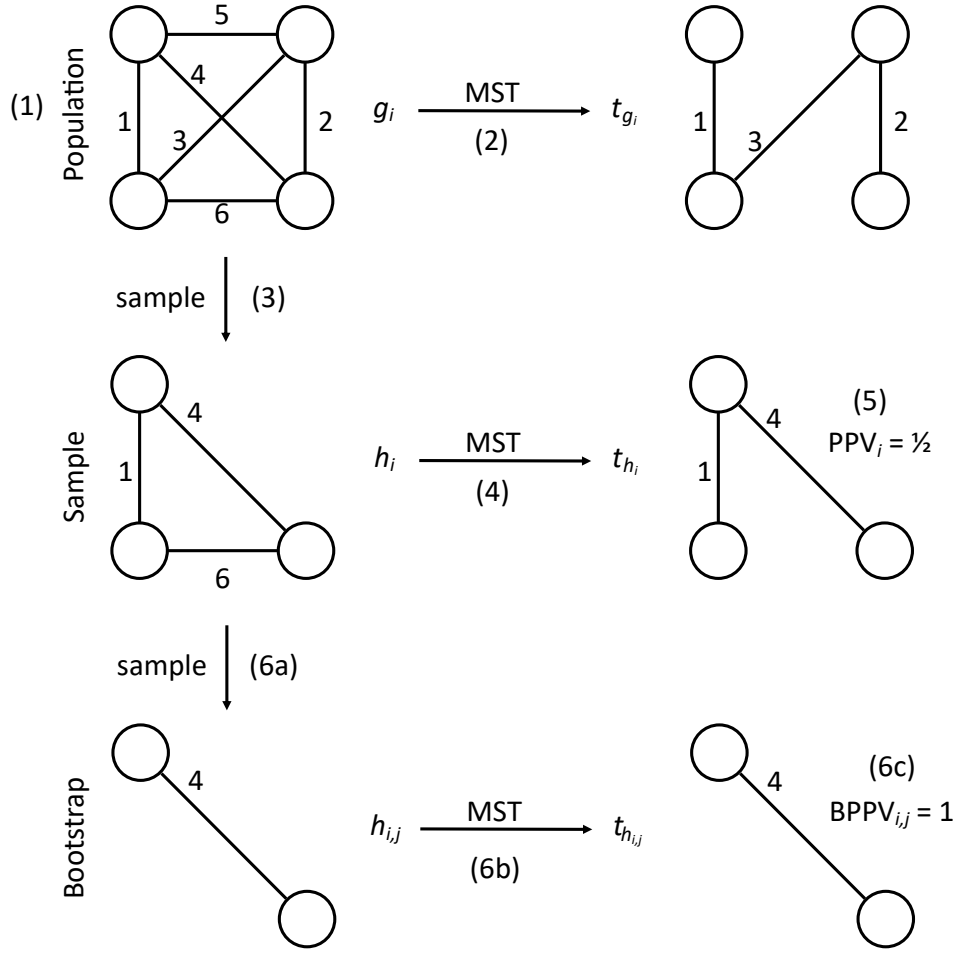 (1)
Population
5
4
1
3
2
6
g_i
MST
(2)
t_{g_i}
1
3
2
sample
(3)
Sample
4
1
6
h_i
MST
(4)
t_{h_i}
4
1
(5)
PPV_i = ½
sample
(6a)
Bootstrap
4
h_{i,j}
MST
(6b)
t_{h_{i,j}}
4
(6c)
BPPV_{i,j} = 1